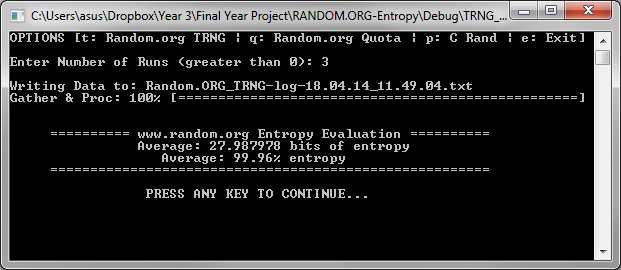 C:\Users\asus\Dropbox\Year 3\Final Year Project\RANDOM.ORG-Entropy\Debug\TRNG_...
OPTIONS [t: Random.org TRNG ¦ q: Random.org Quota ¦ p: C Rand ¦ e: Exit]
Enter Number of Runs (greater than 0): 3
Writing Data to: Random.ORG_TRNG-log-18.04.14_11.49.04.txt
Gather & Proc: 100% [==================================================]
========== www.random.org Entropy Evaluation ==========
Average: 27.987978 bits of entropy
Average: 99.96% entropy
=======================================================
PRESS ANY KEY TO CONTINUE...